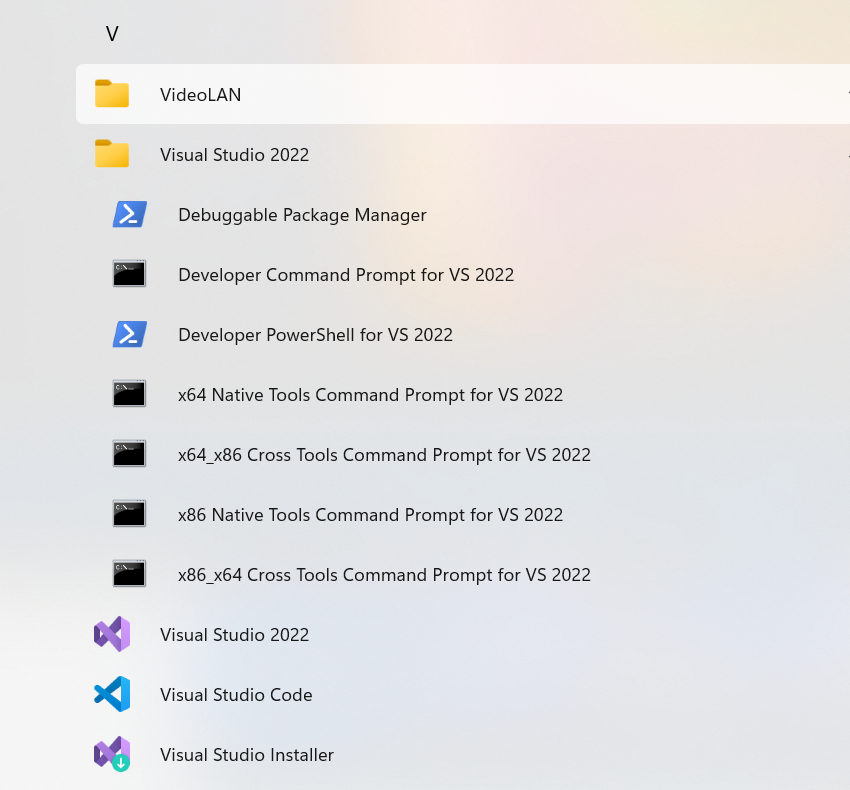 V
VideoLAN
Visual Studio 2022
Debuggable Package Manager
Developer Command Prompt for VS 2022
Developer PowerShell for VS 2022
x64 Native Tools Command Prompt for VS 2022
x64_x86 Cross Tools Command Prompt for VS 2022
x86 Native Tools Command Prompt for VS 2022
x86_x64 Cross Tools Command Prompt for VS 2022
Visual Studio 2022
Visual Studio Code
Visual Studio Installer